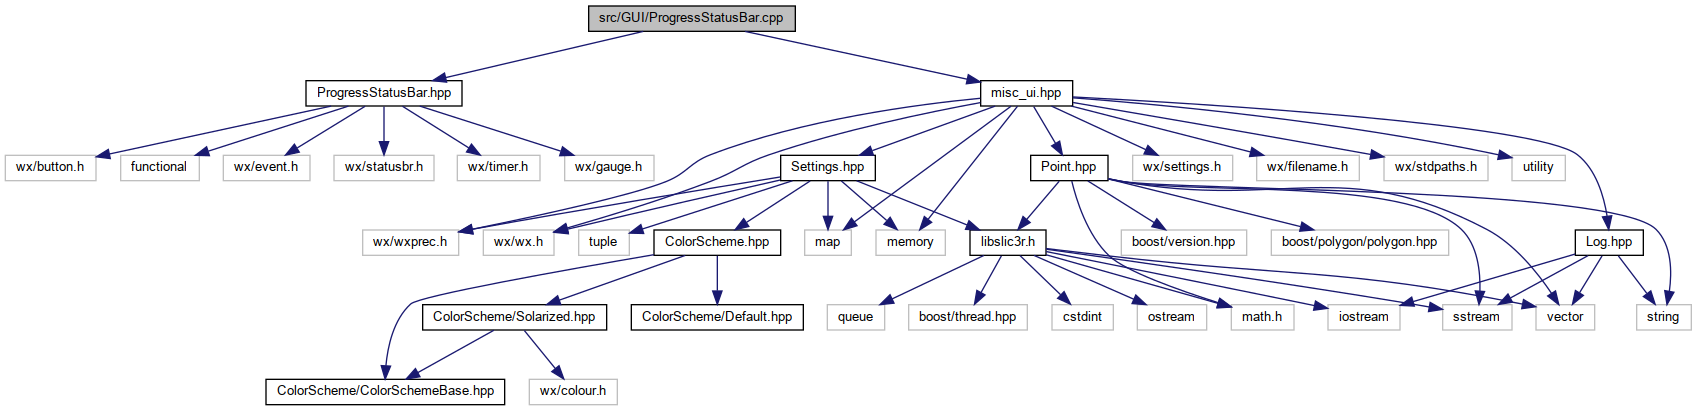 src/GUI/ProgressStatusBar.cpp
ProgressStatusBar.hpp
misc_ui.hpp
wx/button.h
functional
wx/event.h
wx/statusbr.h
wx/timer.h
wx/gauge.h
Settings.hpp
Point.hpp
wx/settings.h
wx/filename.h
wx/stdpaths.h
utility
wx/wxprec.h
wx/wx.h
tuple
ColorScheme.hpp
map
memory
libslic3r.h
boost/version.hpp
boost/polygon/polygon.hpp
Log.hpp
ColorScheme/Solarized.hpp
ColorScheme/Default.hpp
queue
boost/thread.hpp
cstdint
ostream
math.h
iostream
sstream
vector
string
ColorScheme/ColorSchemeBase.hpp
wx/colour.h